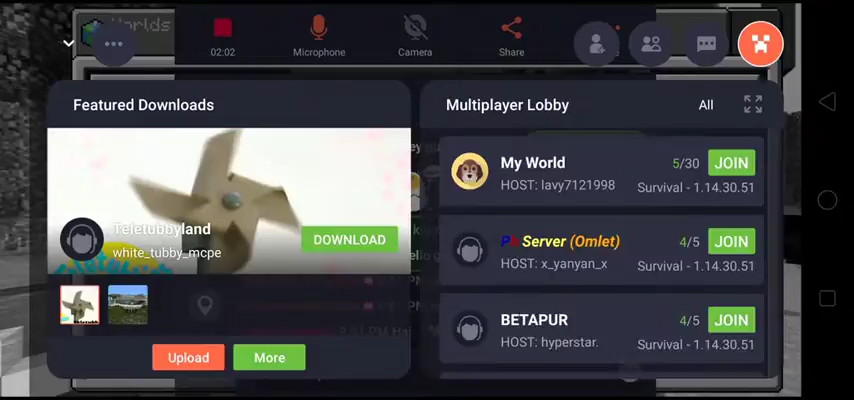 Worlds
02:02
Microphone
Camera
Share
Featured Downloads
Teletubbyland
white_tubby_mcpe
DOWNLOAD
Upload
More
Multiplayer Lobby
All
My World
HOST: lavy7121998
5/30
JOIN
Survival - 1.14.30.51
Ph Server (Omlet)
HOST: x_yanyan_x
4/5
JOIN
Survival - 1.14.30.51
BETAPUR
HOST: hyperstar.
4/5
JOIN
Survival - 1.14.30.51